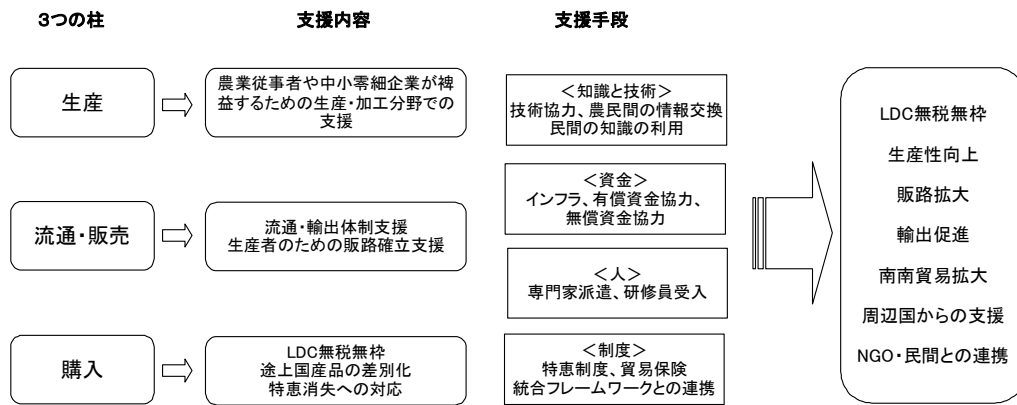 3つの柱
支援内容
支援手段
生産
農業従事者や中小零細企業が裨
益するための生産・加工分野での
支援
＜知識と技術＞
技術協力、農民間の情報交換
民間の知識の利用
流通・販売
流通・輸出体制支援
生産者のための販路確立支援
＜資金＞
インフラ、有償資金協力、
無償資金協力
＜人＞
専門家派遣、研修員受入
購入
LDC無税無枠
途上国産品の差別化
特恵消失への対応
＜制度＞
特恵制度、貿易保険
統合フレームワークとの連携
LDC無税無枠
生産性向上
販路拡大
輸出促進
南南貿易拡大
周辺国からの支援
NGO・民間との連携